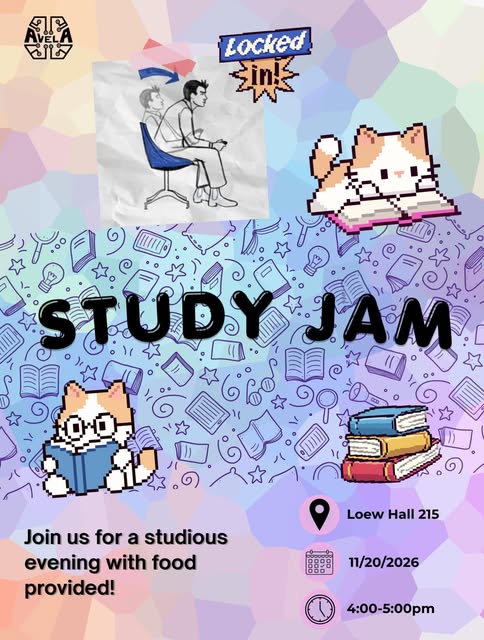 AVELA
Locked
in!
STUDY JAM
Join us for a studious
evening with food
provided!
Loew Hall 215
11/20/2026
4:00-5:00pm